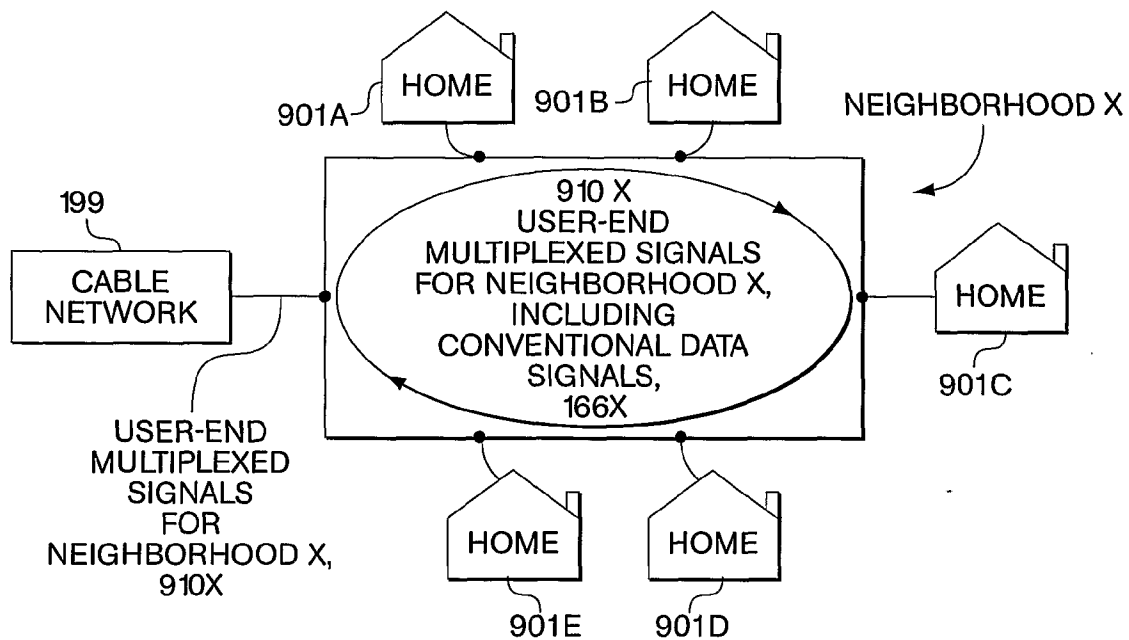 HOME
901A
HOME
901B
NEIGHBORHOOD X
199
CABLE
NETWORK
910 X
USER-END
MULTIPLEXED SIGNALS
FOR NEIGHBORHOOD X,
INCLUDING
CONVENTIONAL DATA
SIGNALS,
166X
HOME
901C
USER-END
MULTIPLEXED
SIGNALS
FOR
NEIGHBORHOOD X,
910X
HOME
901E
HOME
901D